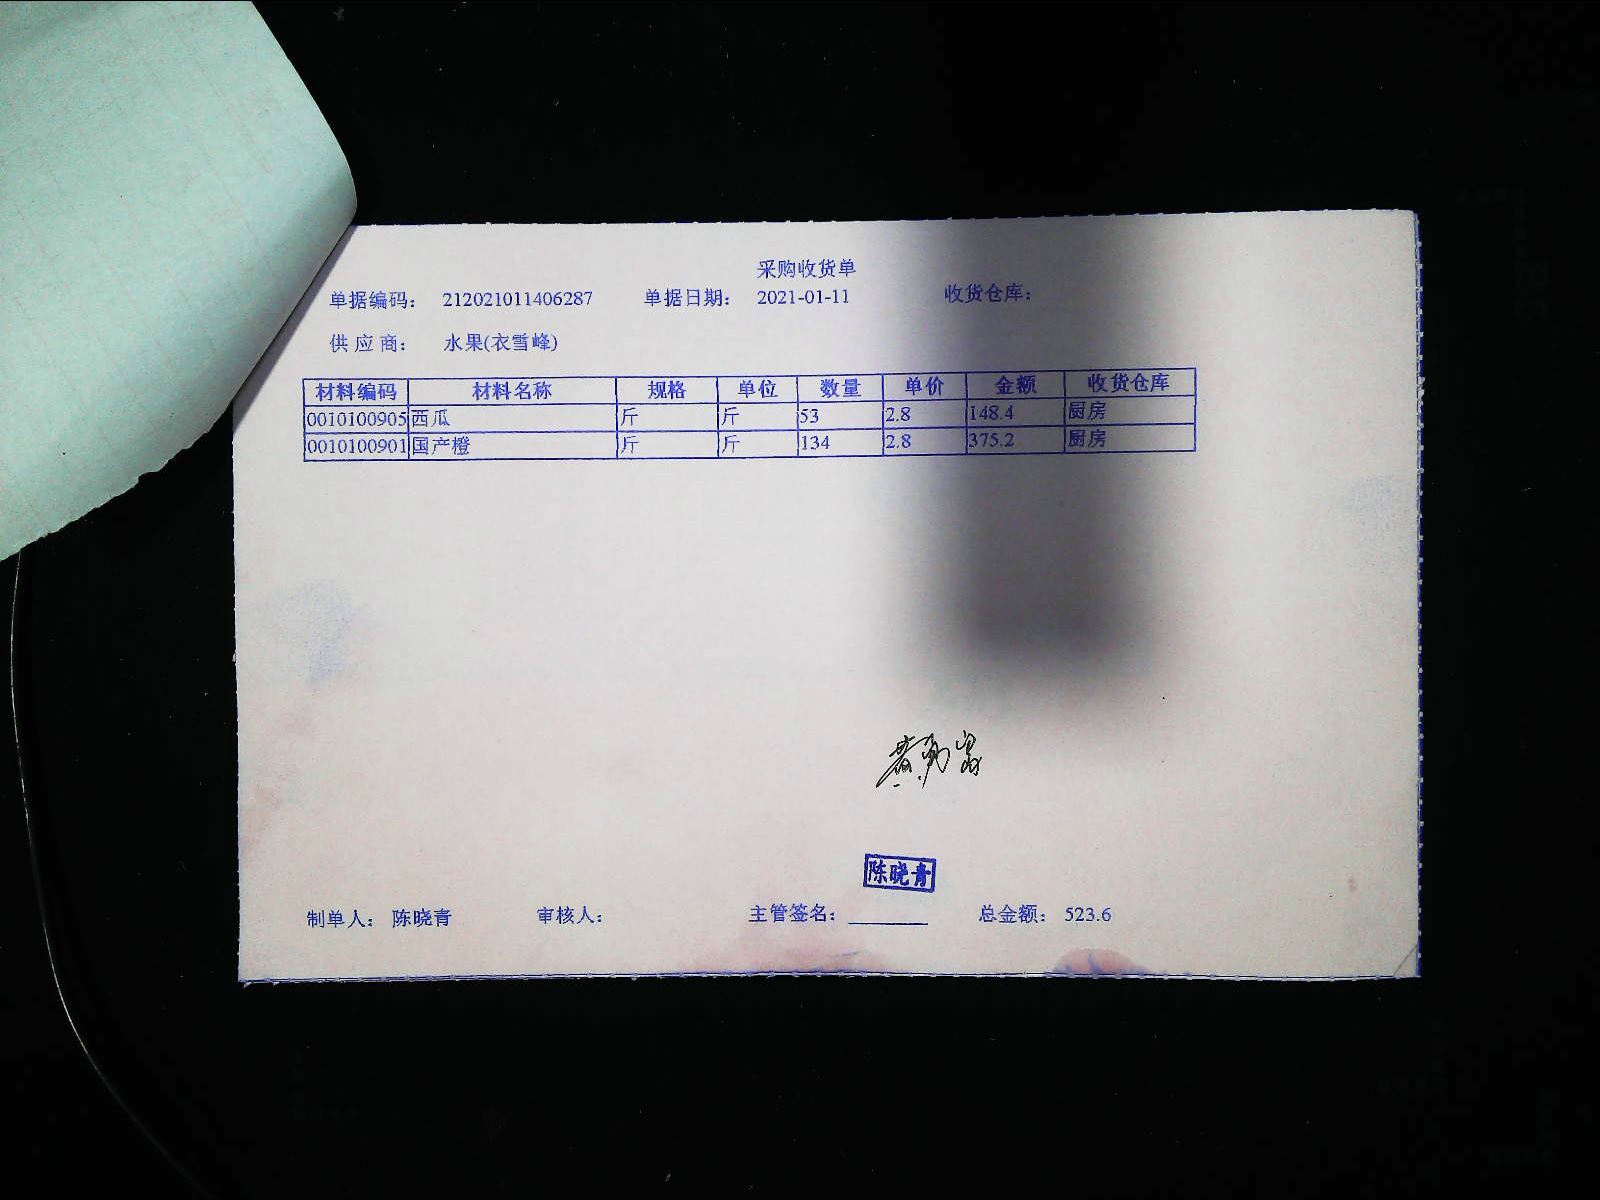 采购收货单
单据编码: 212021011406287 单据日期: 2021-01-11 收货仓库:
供应商: 水果(衣雪峰)
材料编码 材料名称 规格 单位 数量 单价 金额 收货仓库
0010100905 西瓜 斤 斤 53 2.8 148.4 厨房
0010100901 国产橙 斤 斤 134 2.8 375.2 厨房
陈晓青
制单人: 陈晓青 审核人: 主管签名: ________ 总金额: 523.6